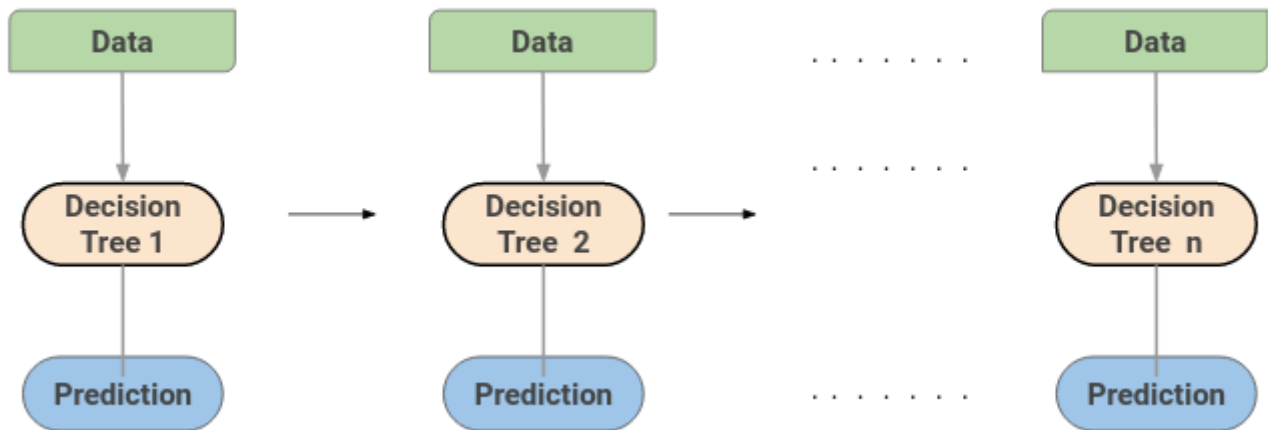 Data
Data
. . . . . . .
Data
. . . . . . .
Decision
Tree 1
Decision
Tree 2
Decision
Tree n
Prediction
Prediction
. . . . . . .
Prediction